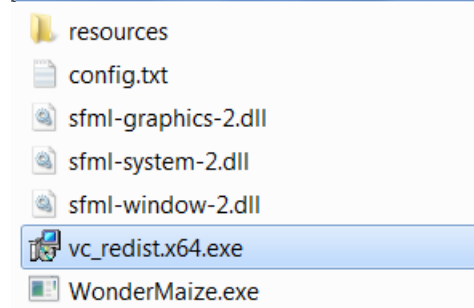 resources
config.txt
sfml-graphics-2.dll
sfml-system-2.dll
sfml-window-2.dll
vc_redist.x64.exe
WonderMaize.exe